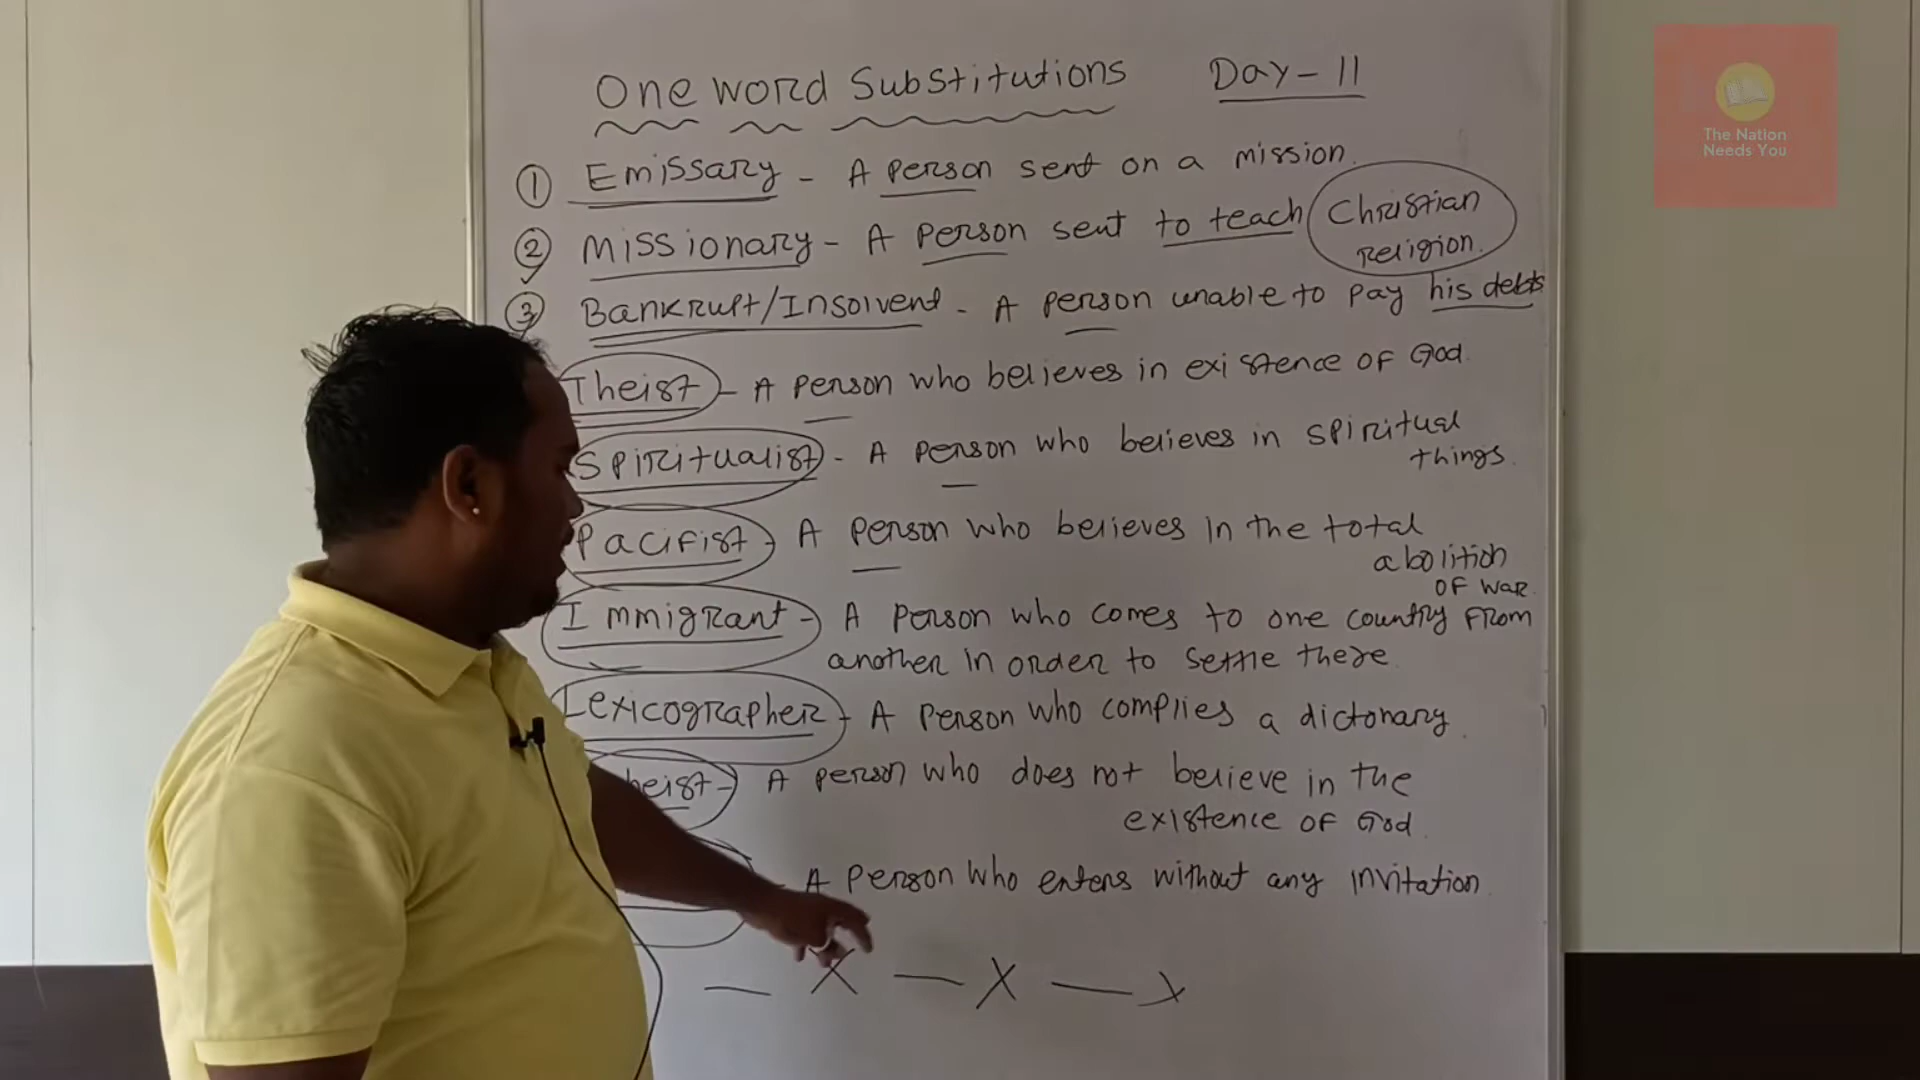 One word Substitutions Day-11
The Nation
Needs You
① Emissary - A person sent on a mission.
② Missionary - A person sent to teach Christian
religion.
③ Bankrupt/Insolvent - A person unable to pay his debts
Theist - A person who believes in existence of God
Spiritualist - A person who believes in spiritual
things.
Pacifist - A person who believes in the total
abolition
of war.
Immigrant - A person who comes to one country from
another in order to settle there
Lexicographer - A person who complies a dictonary.
heist - A person who does not believe in the
existence of God.
A person who enters without any invitation.
— X — X — X